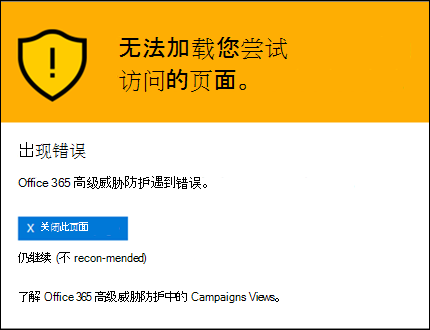 无法加载您尝试
访问的页面。
出现错误
Office 365 高级威胁防护遇到错误。
X 关闭此页面
仍继续 (不 recon-mended)
了解 Office 365 高级威胁防护中的 Campaigns Views。